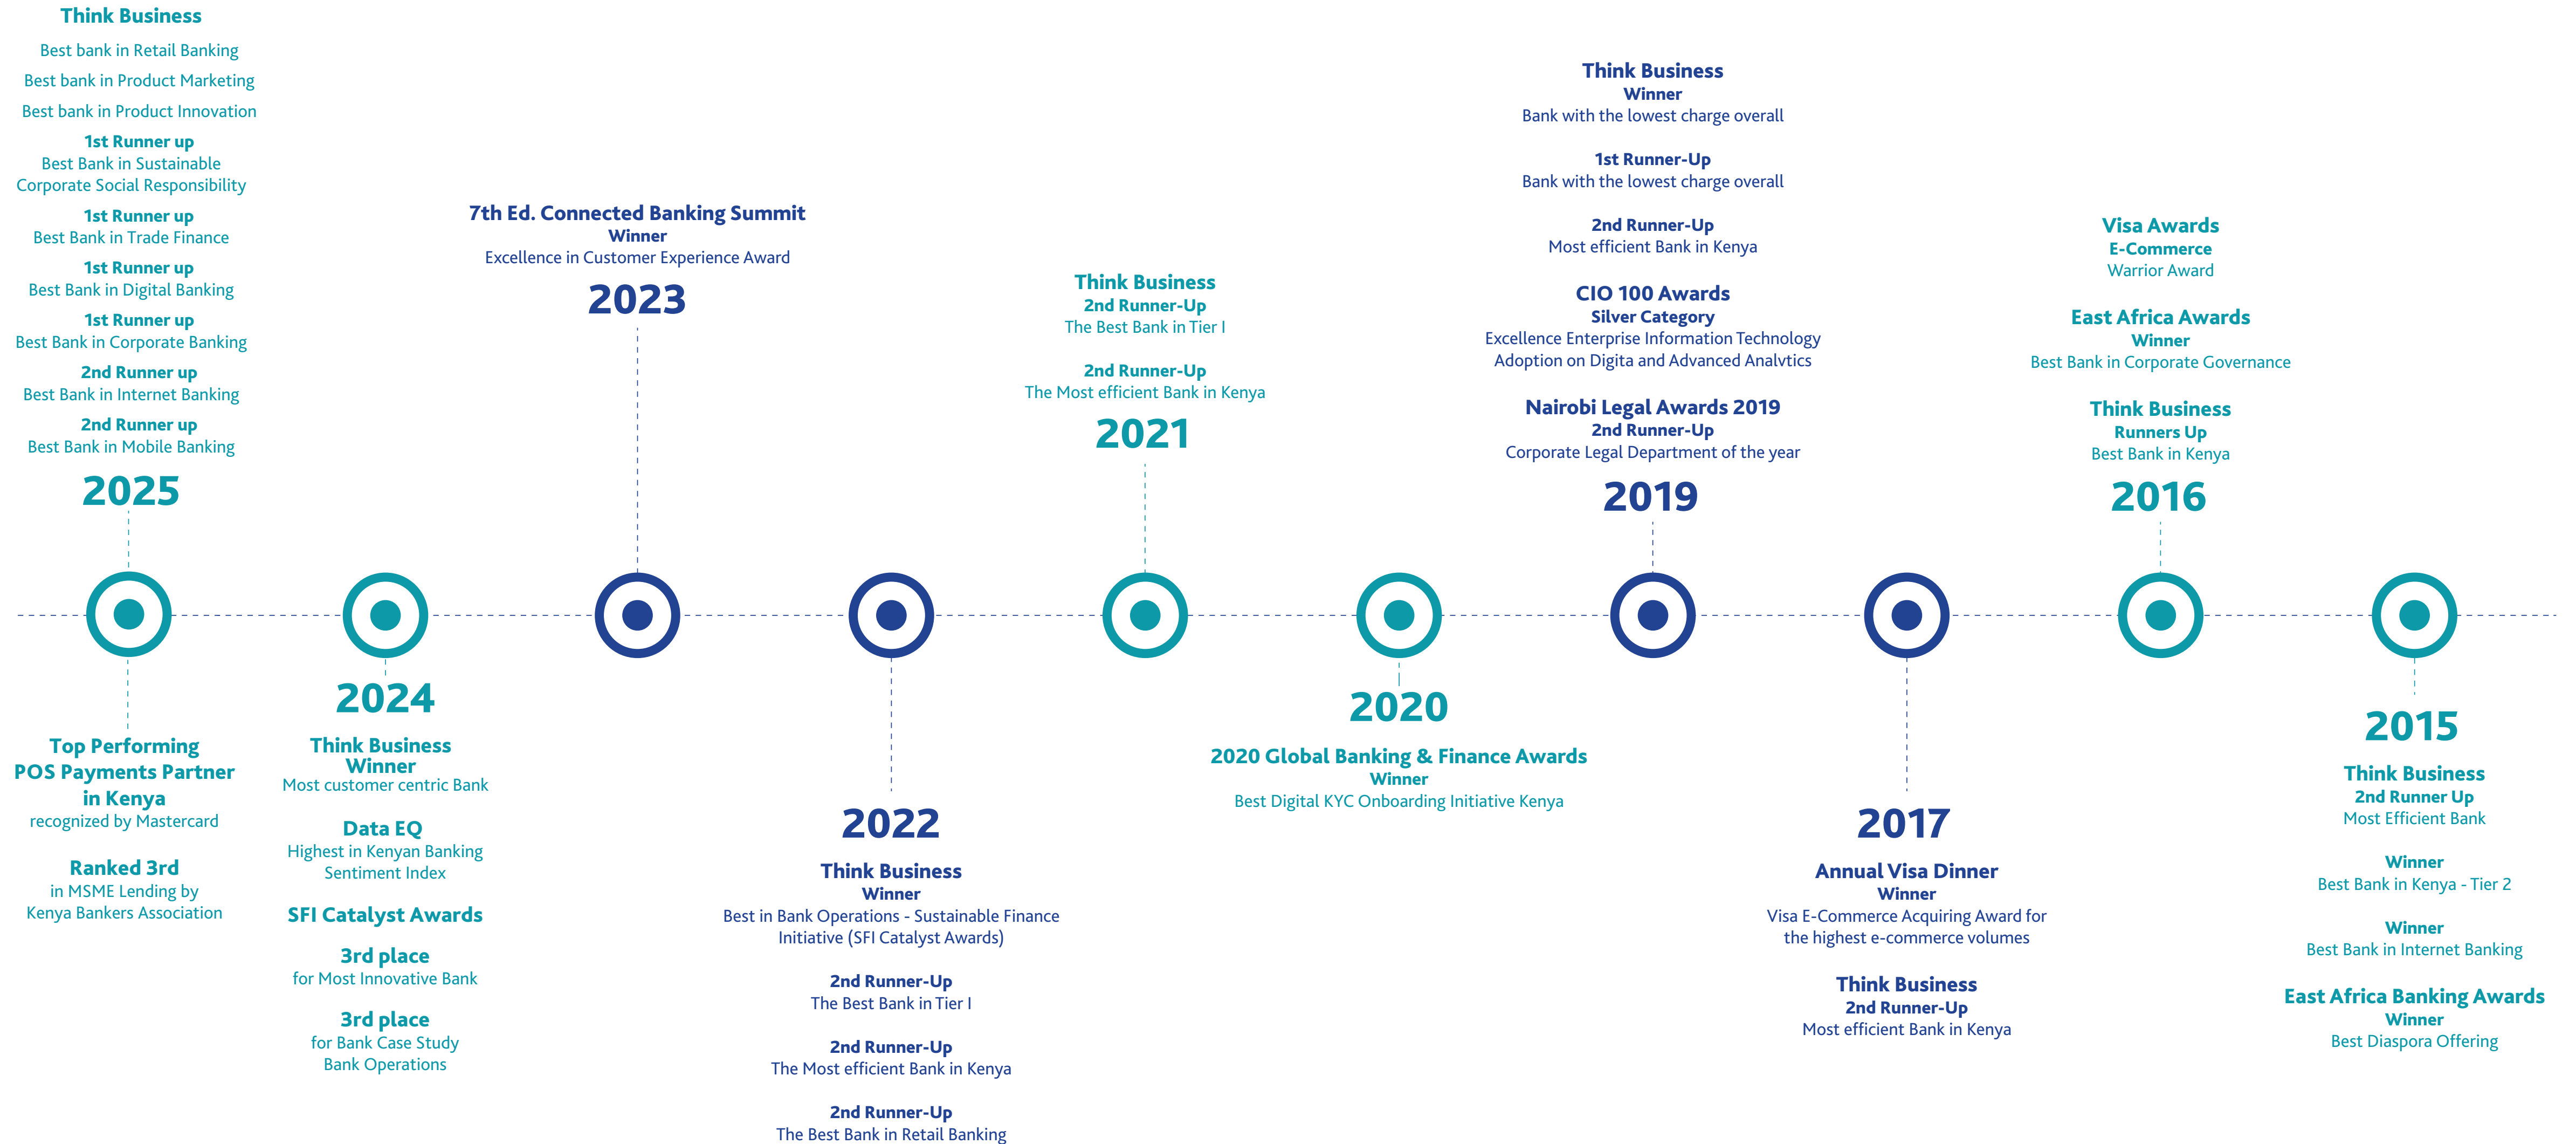 Think Business
Best bank in Retail Banking
Best bank in Product Marketing
Best bank in Product Innovation
1st Runner up
Best Bank in Sustainable
Corporate Social Responsibility
1st Runner up
Best Bank in Trade Finance
1st Runner up
Best Bank in Digital Banking
1st Runner up
Best Bank in Corporate Banking
2nd Runner up
Best Bank in Internet Banking
2nd Runner up
Best Bank in Mobile Banking
2025
Top Performing
POS Payments Partner
in Kenya
recognized by Mastercard
Ranked 3rd
in MSME Lending by
Kenya Bankers Association
2024
Think Business
Winner
Most customer centric Bank
Data EQ
Highest in Kenyan Banking
Sentiment Index
SFI Catalyst Awards
3rd place
for Most Innovative Bank
3rd place
for Bank Case Study
Bank Operations
7th Ed. Connected Banking Summit
Winner
Excellence in Customer Experience Award
2023
2022
Think Business
Winner
Best in Bank Operations - Sustainable Finance
Initiative (SFI Catalyst Awards)
2nd Runner-Up
The Best Bank in Tier I
2nd Runner-Up
The Most efficient Bank in Kenya
2nd Runner-Up
The Best Bank in Retail Banking
Think Business
2nd Runner-Up
The Best Bank in Tier I
2nd Runner-Up
The Most efficient Bank in Kenya
2021
2020
2020 Global Banking & Finance Awards
Winner
Best Digital KYC Onboarding Initiative Kenya
Think Business
Winner
Bank with the lowest charge overall
1st Runner-Up
Bank with the lowest charge overall
2nd Runner-Up
Most efficient Bank in Kenya
CIO 100 Awards
Silver Category
Excellence Enterprise Information Technology
Adoption on Digita and Advanced Analvtics
Nairobi Legal Awards 2019
2nd Runner-Up
Corporate Legal Department of the year
2019
2017
Annual Visa Dinner
Winner
Visa E-Commerce Acquiring Award for
the highest e-commerce volumes
Think Business
2nd Runner-Up
Most efficient Bank in Kenya
Visa Awards
E-Commerce
Warrior Award
East Africa Awards
Winner
Best Bank in Corporate Governance
Think Business
Runners Up
Best Bank in Kenya
2016
2015
Think Business
2nd Runner Up
Most Efficient Bank
Winner
Best Bank in Kenya - Tier 2
Winner
Best Bank in Internet Banking
East Africa Banking Awards
Winner
Best Diaspora Offering